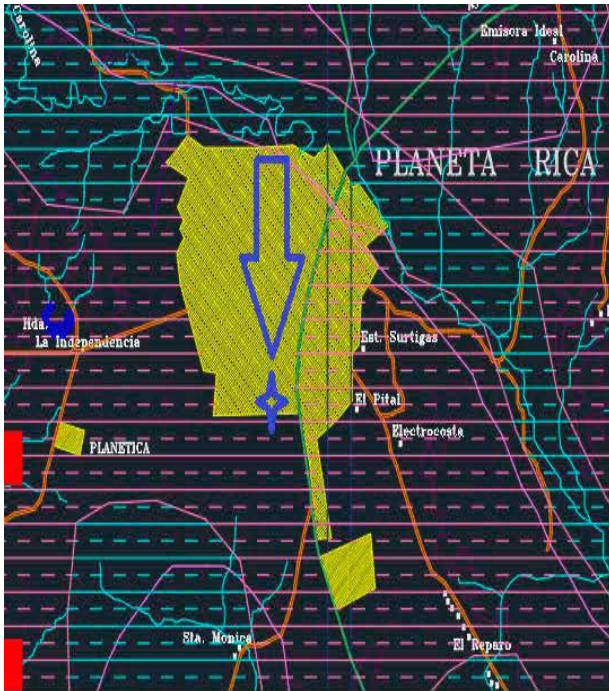 Carolina
Emisora Ideal
Carolina
PLANETA RICA
Hda.
La Independencia
Est. Surtigas
El Pital
Electrocosta
PLANETICA
Sta. Monica
El Reparo